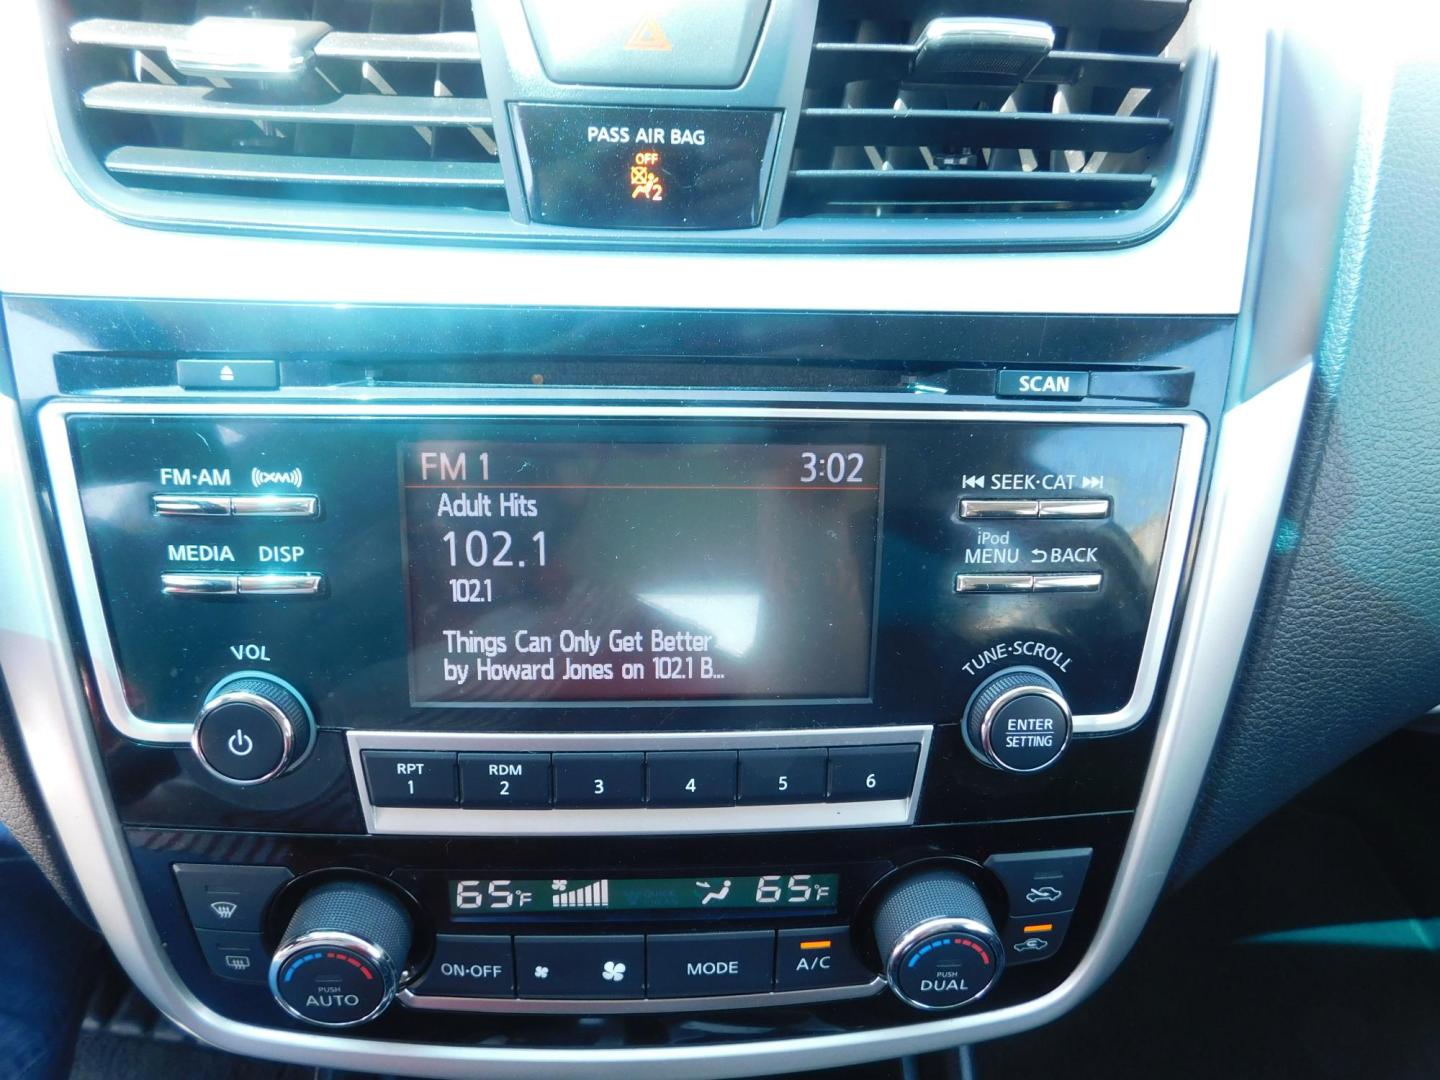 PASS AIR BAG
OFF
2
SCAN
FM·AM
XM
FM 1
3:02
SEEK·CAT
Adult Hits
102.1
102.1
MEDIA DISP
iPod
MENU BACK
Things Can Only Get Better
by Howard Jones on 102.1 B...
VOL
TUNE·SCROLL
ENTER
SETTING
RPT
1
RDM
2
3
4
5
6
65°F
65°F
ON·OFF
MODE
A/C
PUSH
AUTO
PUSH
DUAL